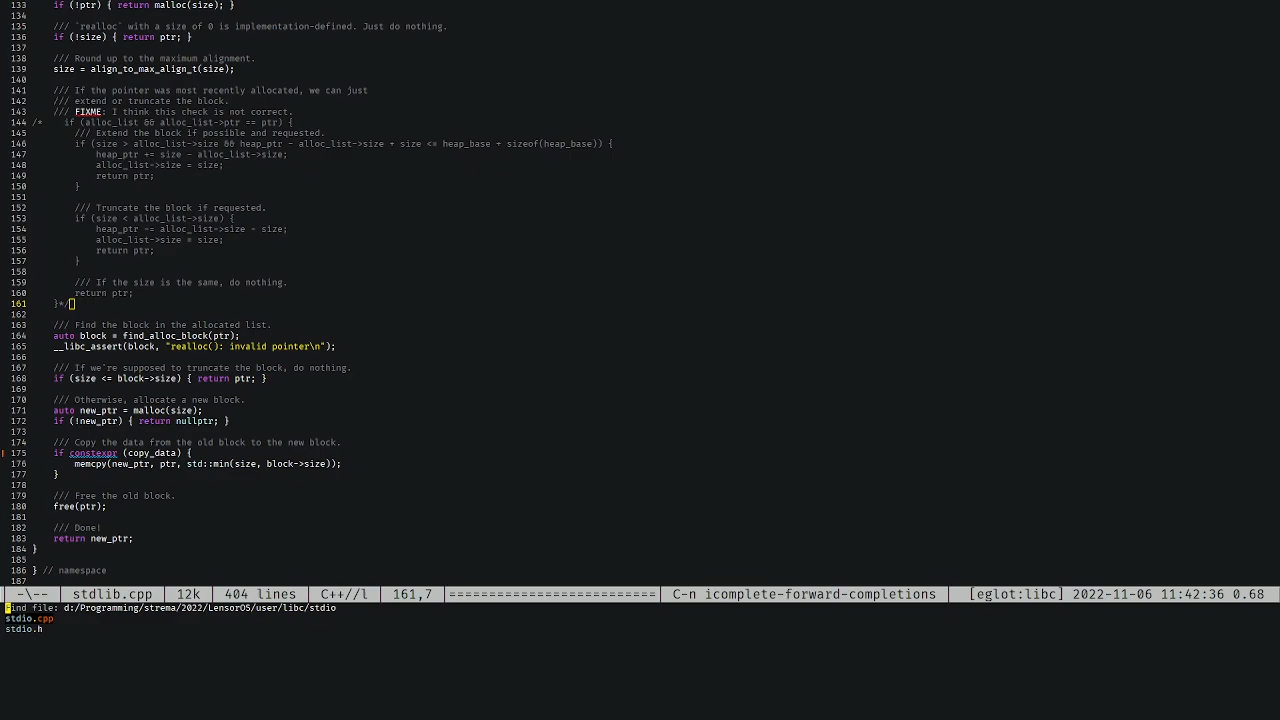 133     if (!ptr) { return malloc(size); }
134
135     /// `realloc` with a size of 0 is implementation-defined. Just do nothing.
136     if (!size) { return ptr; }
137
138     /// Round up to the maximum alignment.
139     size = align_to_max_align_t(size);
140
141     /// If the pointer was most recently allocated, we can just
142     /// extend or truncate the block.
143     /// FIXME: I think this check is not correct.
144 /*    if (alloc_list && alloc_list->ptr == ptr) {
145         /// Extend the block if possible and requested.
146         if (size > alloc_list->size && heap_ptr - alloc_list->size + size <= heap_base + sizeof(heap_base)) {
147             heap_ptr += size - alloc_list->size;
148             alloc_list->size = size;
149             return ptr;
150         }
151
152         /// Truncate the block if requested.
153         if (size < alloc_list->size) {
154             heap_ptr -= alloc_list->size - size;
155             alloc_list->size = size;
156             return ptr;
157         }
158
159         /// If the size is the same, do nothing.
160         return ptr;
161     }*/
162
163     /// Find the block in the allocated list.
164     auto block = find_alloc_block(ptr);
165     __libc_assert(block, "realloc(): invalid pointer\n");
166
167     /// If we're supposed to truncate the block, do nothing.
168     if (size <= block->size) { return ptr; }
169
170     /// Otherwise, allocate a new block.
171     auto new_ptr = malloc(size);
172     if (!new_ptr) { return nullptr; }
173
174     /// Copy the data from the old block to the new block.
! 175     if constexpr (copy_data) {
176         memcpy(new_ptr, ptr, std::min(size, block->size));
177     }
178
179     /// Free the old block.
180     free(ptr);
181
182     /// Done!
183     return new_ptr;
184 }
185
186 } // namespace
187
-\-- stdlib.cpp 12k 404 lines C++//l 161,7 =========================== C-n icomplete-forward-completions [eglot:libc] 2022-11-06 11:42:36 0.68
Find file: d:/Programming/strema/2022/LensorOS/user/libc/stdio
stdio.cpp
stdio.h